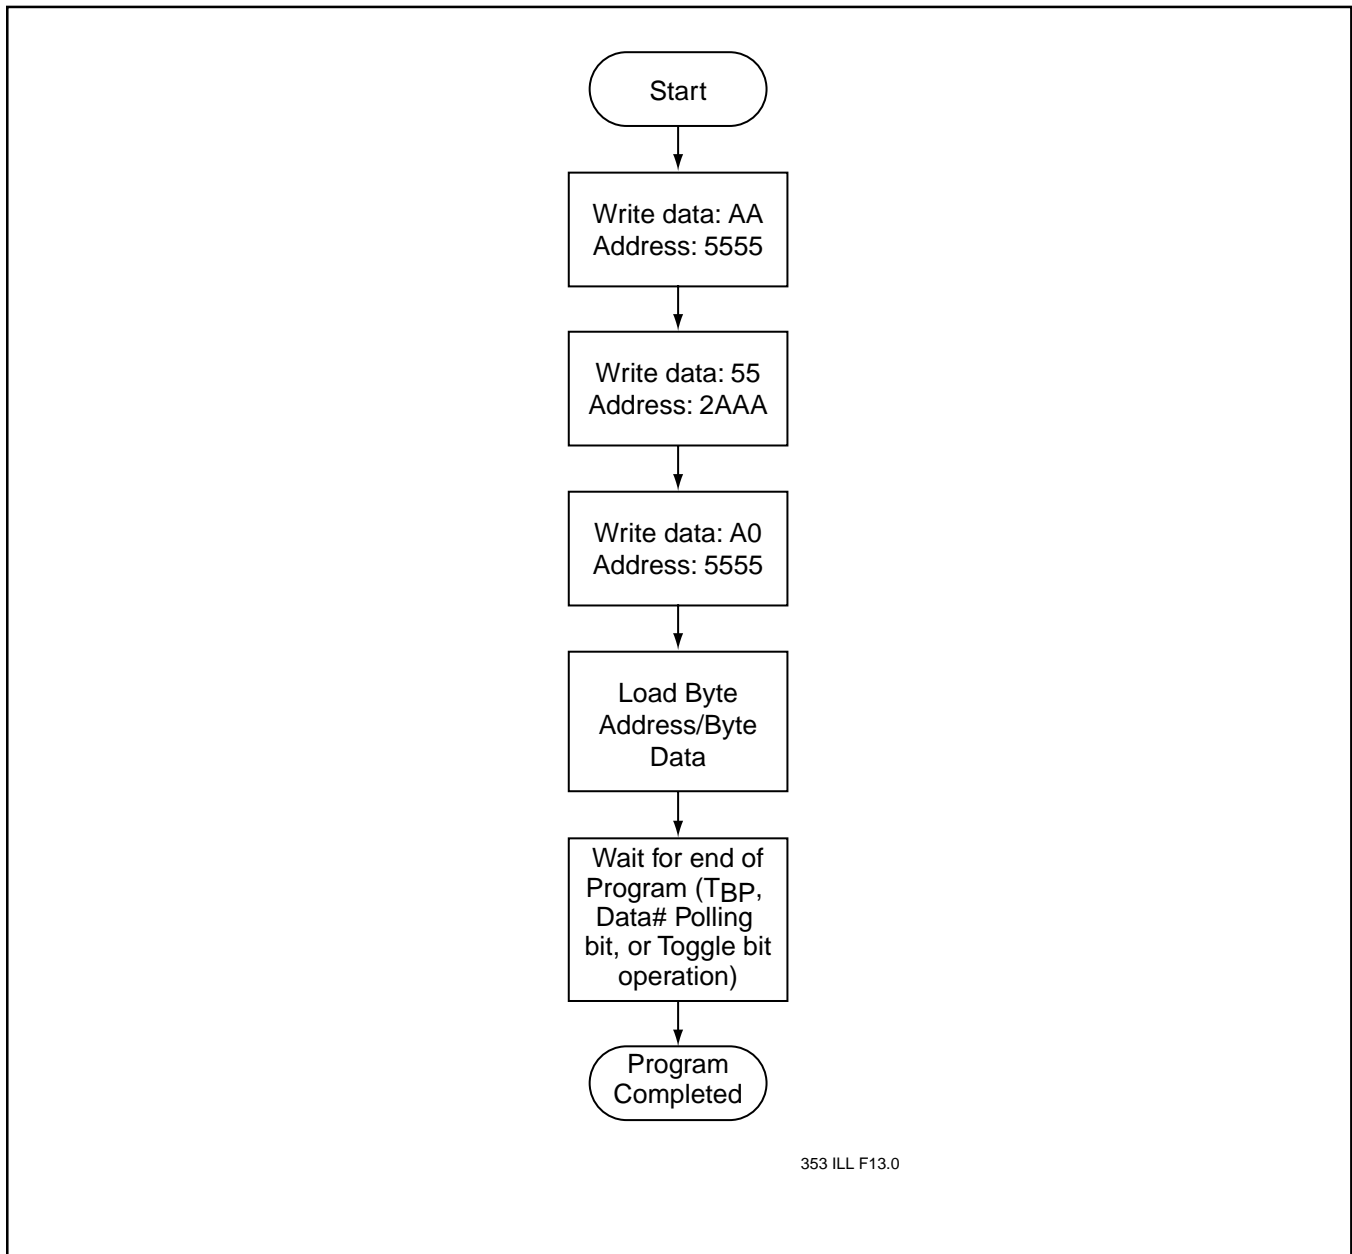 Start
Write data: AA
Address: 5555
Write data: 55
Address: 2AAA
Write data: A0
Address: 5555
Load Byte
Address/Byte
Data
Wait for end of
Program (TBP,
Data# Polling
bit, or Toggle bit
operation)
Program
Completed
353 ILL F13.0